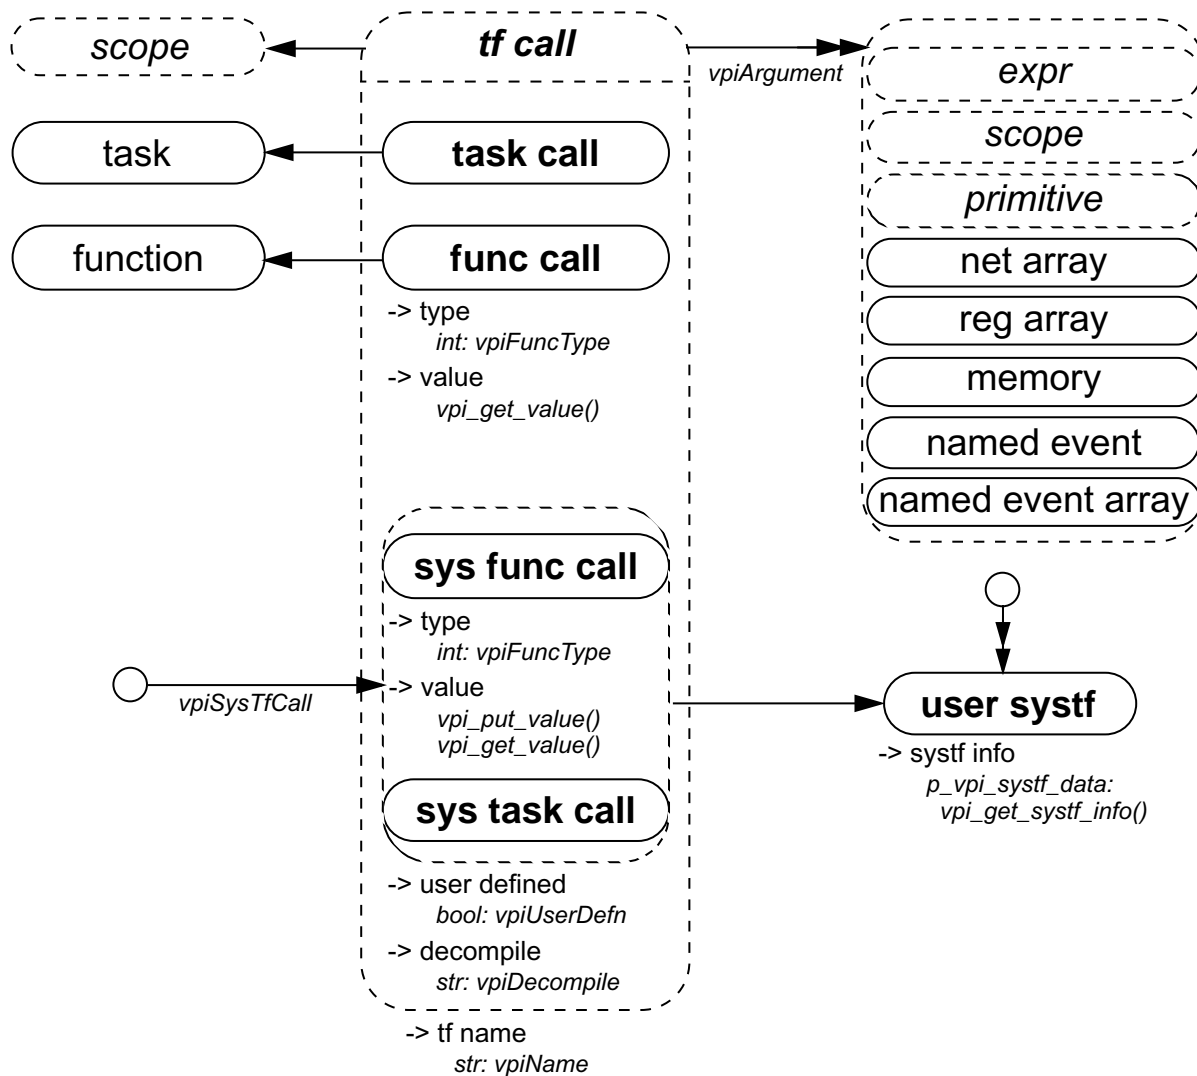 scope
tf call
vpiArgument
expr
scope
primitive
net array
reg array
memory
named event
named event array
task
task call
function
func call
-> type
int: vpiFuncType
-> value
vpi_get_value()
sys func call
-> type
int: vpiFuncType
-> value
vpi_put_value()
vpi_get_value()
vpiSysTfCall
sys task call
-> user defined
bool: vpiUserDefn
-> decompile
str: vpiDecompile
-> tf name
str: vpiName
user systf
-> systf info
p_vpi_systf_data:
vpi_get_systf_info()